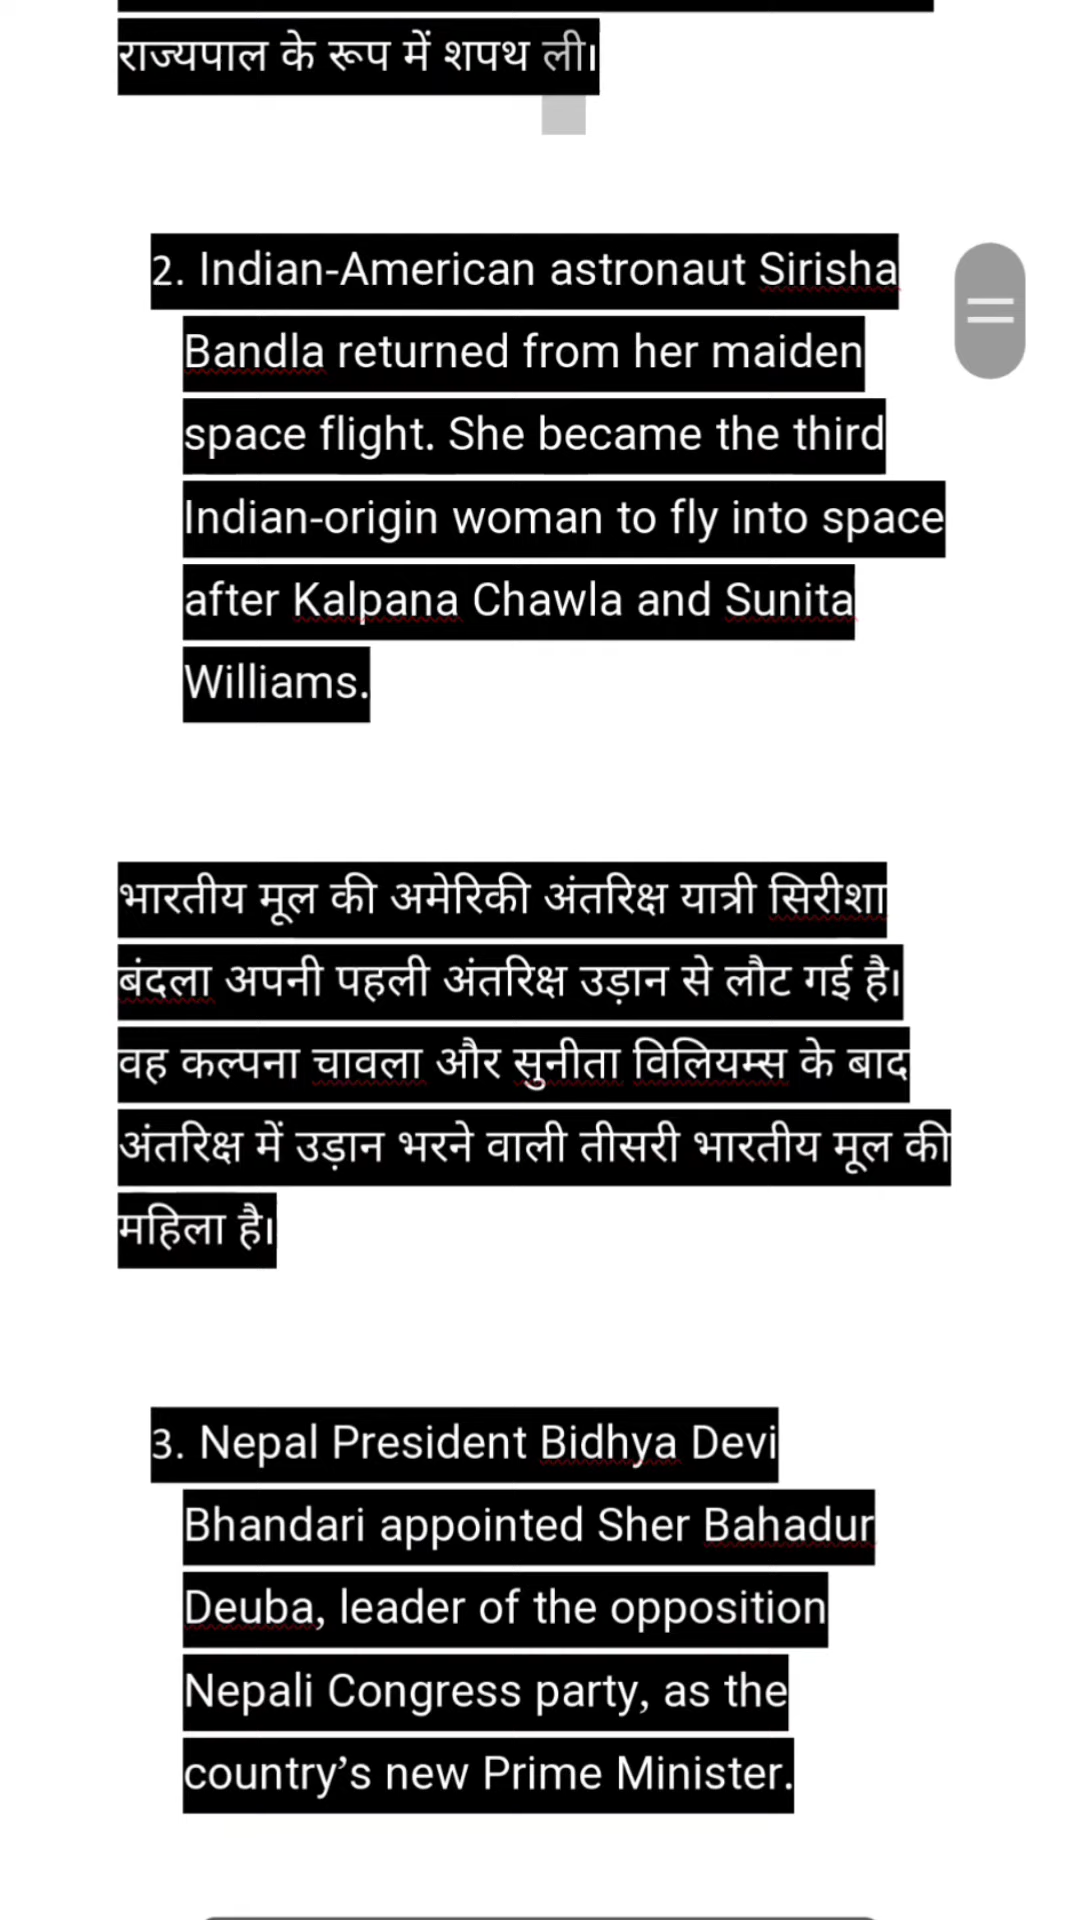 राज्यपाल के रूप में शपथ ली।
2. Indian-American astronaut Sirisha
Bandla returned from her maiden
space flight. She became the third
Indian-origin woman to fly into space
after Kalpana Chawla and Sunita
Williams.
भारतीय मूल की अमेरिकी अंतरिक्ष यात्री सिरीशा
बंदला अपनी पहली अंतरिक्ष उड़ान से लौट गई है।
वह कल्पना चावला और सुनीता विलियम्स के बाद
अंतरिक्ष में उड़ान भरने वाली तीसरी भारतीय मूल की
महिला है।
3. Nepal President Bidhya Devi
Bhandari appointed Sher Bahadur
Deuba, leader of the opposition
Nepali Congress party, as the
country’s new Prime Minister.